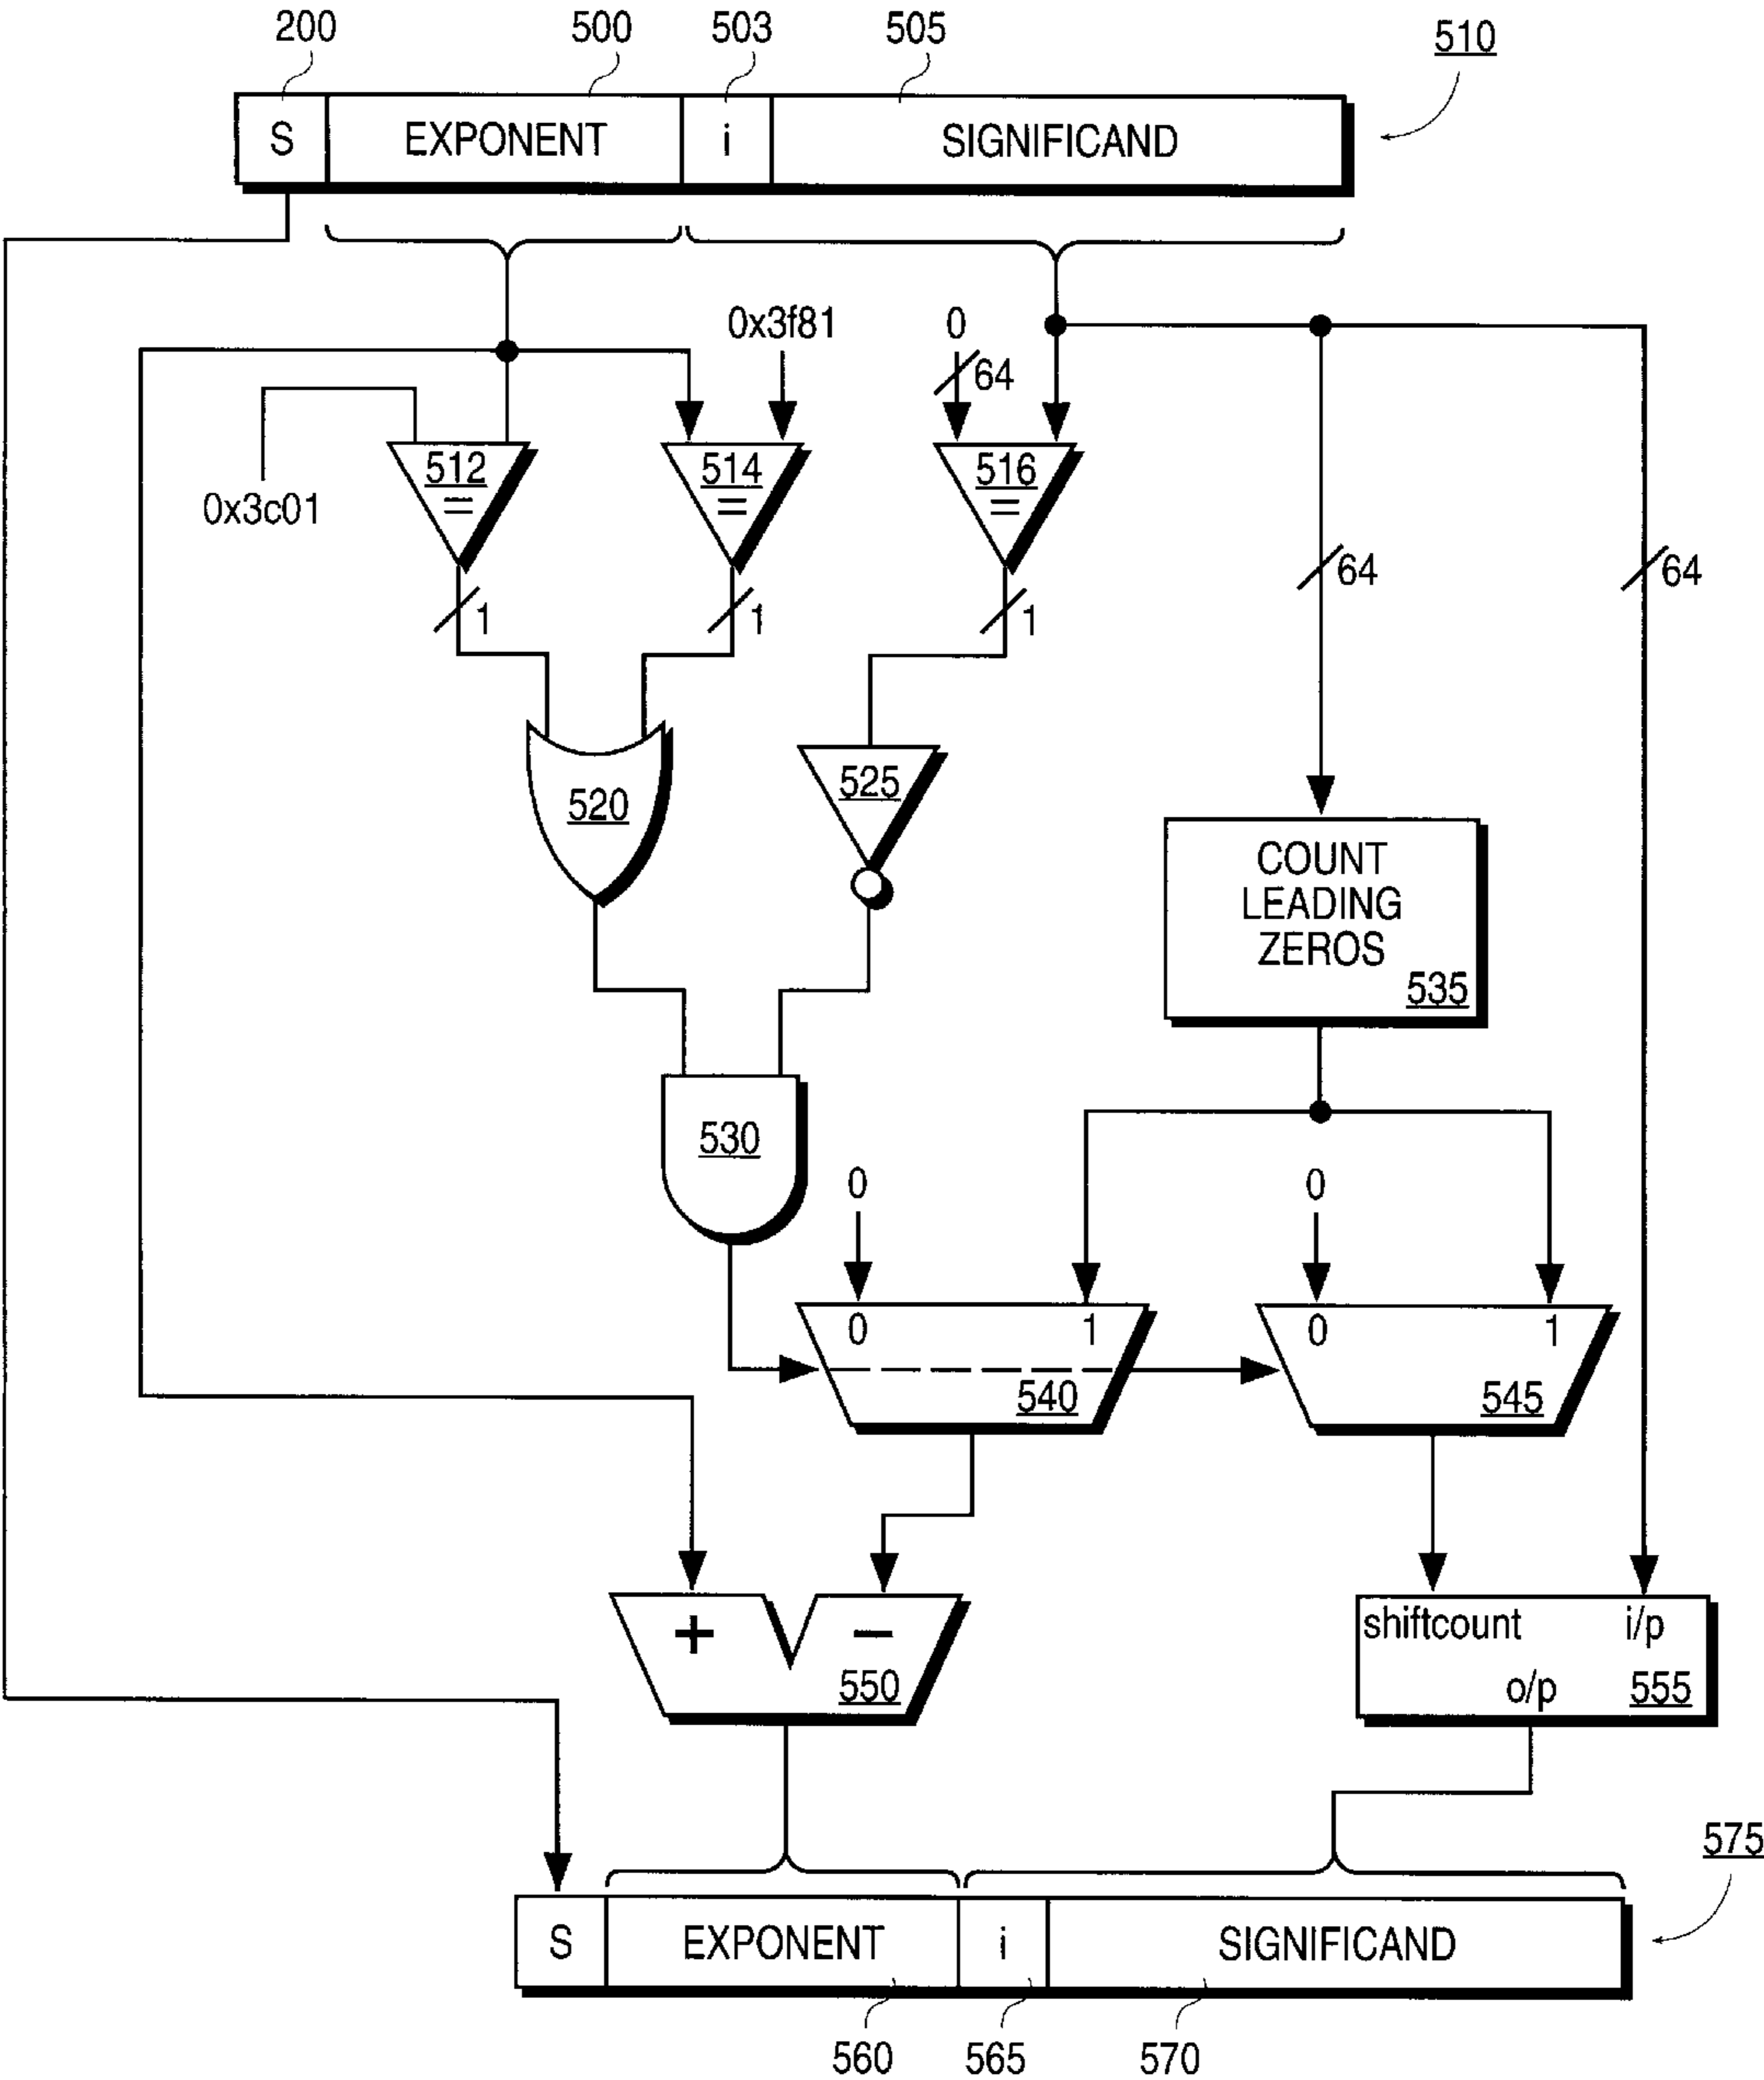 200
500
503
505
510
S
EXPONENT
i
SIGNIFICAND
0x3f81
0
64
0x3c01
512
=
514
=
516
=
64
64
1
1
1
520
525
COUNT
LEADING
ZEROS
535
530
0
0
0
1
540
0
1
545
+
−
550
shiftcount
i/p
o/p
555
575
S
EXPONENT
i
SIGNIFICAND
560
565
570